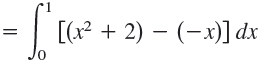 = ∫₀¹ [(x² + 2) − (−x)] dx